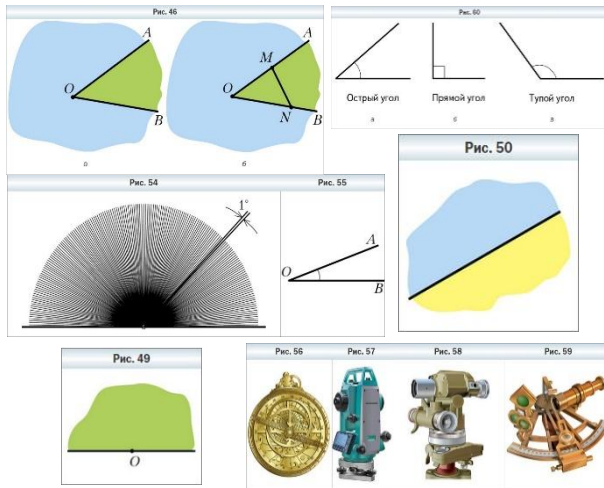 Рис. 46
A
O
B
а
A
M
O
N
B
б
Рис. 60
Острый угол
Прямой угол
Тупой угол
а
б
в
Рис. 54
1°
Рис. 55
A
O
B
Рис. 50
Рис. 49
O
Рис. 56
Рис. 57
Рис. 58
Рис. 59